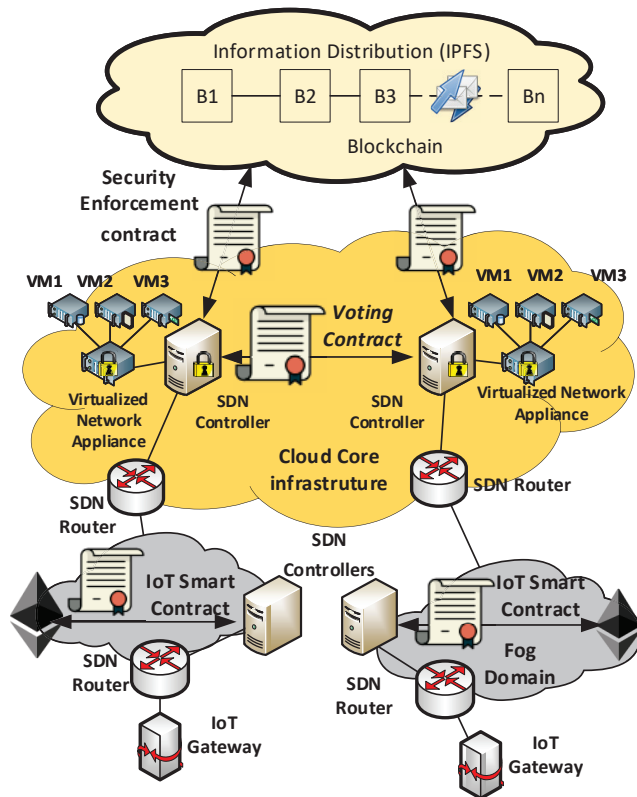 Information Distribution (IPFS)
B1
B2
B3
Bn
Blockchain
Security
Enforcement
contract
VM1
VM2
VM3
VM1
VM2
VM3
Voting
Contract
Virtualized
Network
Appliance
SDN
Controller
SDN
Controller
Virtualized Network
Appliance
Cloud Core
infrastruture
SDN
Router
SDN Router
SDN
Controllers
IoT Smart
Contract
IoT Smart
Contract
SDN
Router
Fog
Domain
SDN
Router
IoT
Gateway
IoT
Gateway